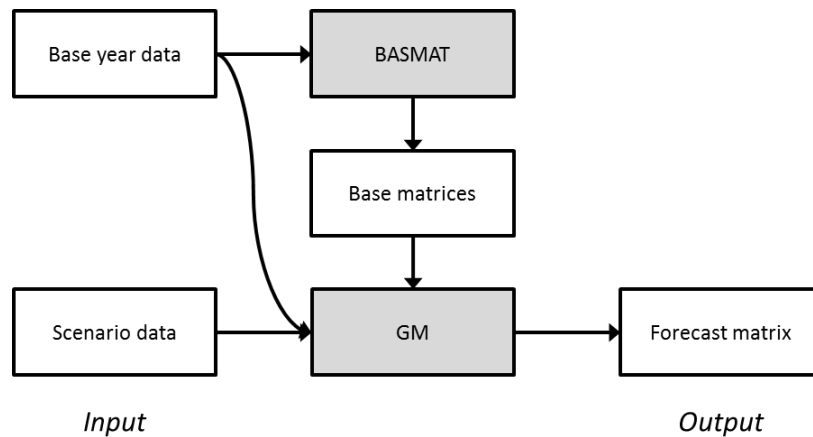 Base year data
BASMAT
Base matrices
Scenario data
GM
Forecast matrix
Input
Output